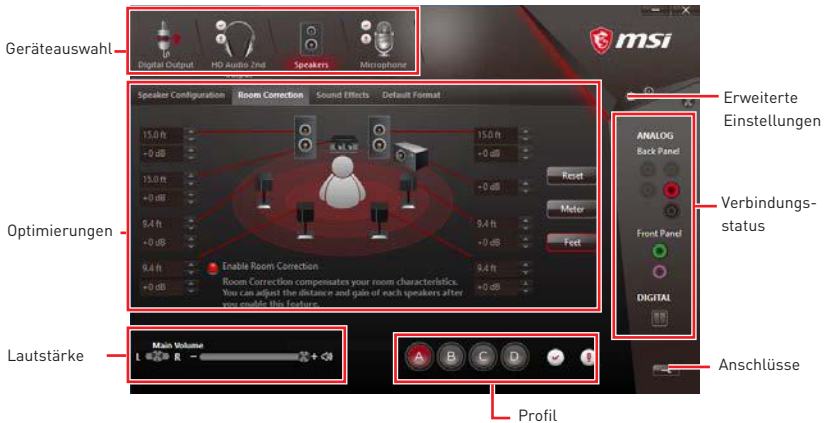 msi
Geräteauswahl
Digital Output
HD Audio 2nd
Speakers
Microphone
Speaker Configuration
Room Correction
Sound Effects
Default Format
15.0 ft
+0 dB
15.0 ft
+0 dB
9.4 ft
+0 dB
9.4 ft
+0 dB
15.0 ft
+0 dB
+0 dB
9.4 ft
+0 dB
9.4 ft
+0 dB
Reset
Meter
Feet
Enable Room Correction
Room Correction compensates your room characteristics.
You can adjust the distance and gain of each speakers after
you enable this feature.
Optimierungen
Erweiterte
Einstellungen
ANALOG
Back Panel
Front Panel
DIGITAL
Verbindungs-
status
Lautstärke
Main Volume
L
R
-
+
A
B
C
D
Anschlüsse
Profil